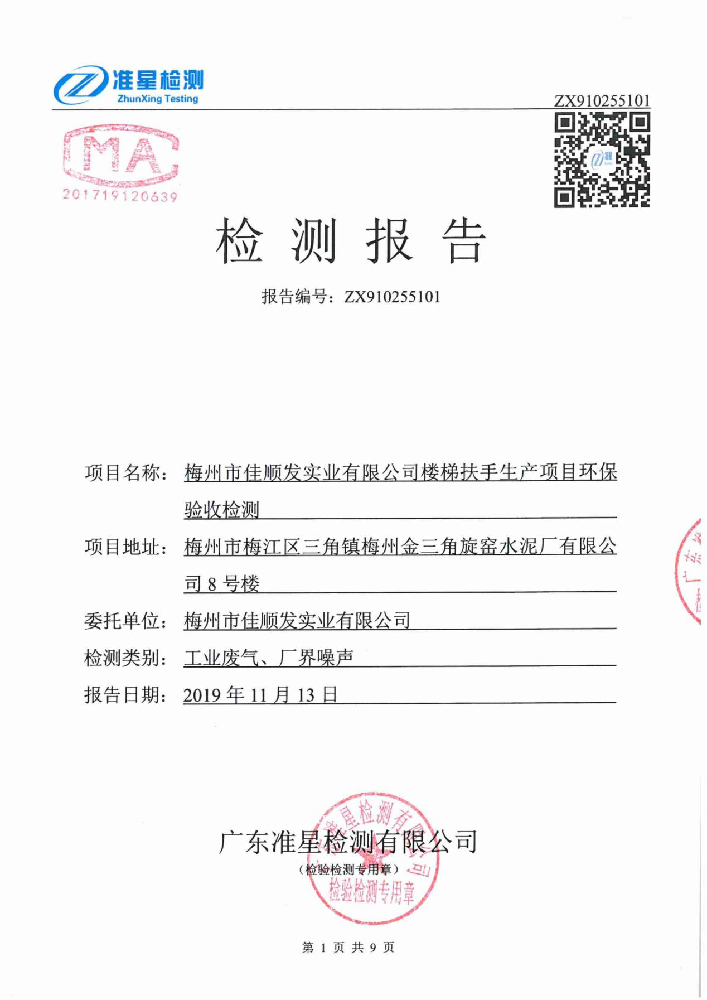 准星检测
ZhunXing Testing
ZX910255101
MA
201719120639
检测报告
报告编号：ZX910255101
项目名称：梅州市佳顺发实业有限公司楼梯扶手生产项目环保
验收检测
项目地址：梅州市梅江区三角镇梅州金三角旋窑水泥厂有限公
司8号楼
委托单位：梅州市佳顺发实业有限公司
检测类别：工业废气、厂界噪声
报告日期：2019年11月13日
广东准星检测有限公司
（检验检测专用章）
广东准星检测有限公司
检验检测专用章
第 1 页 共 9 页